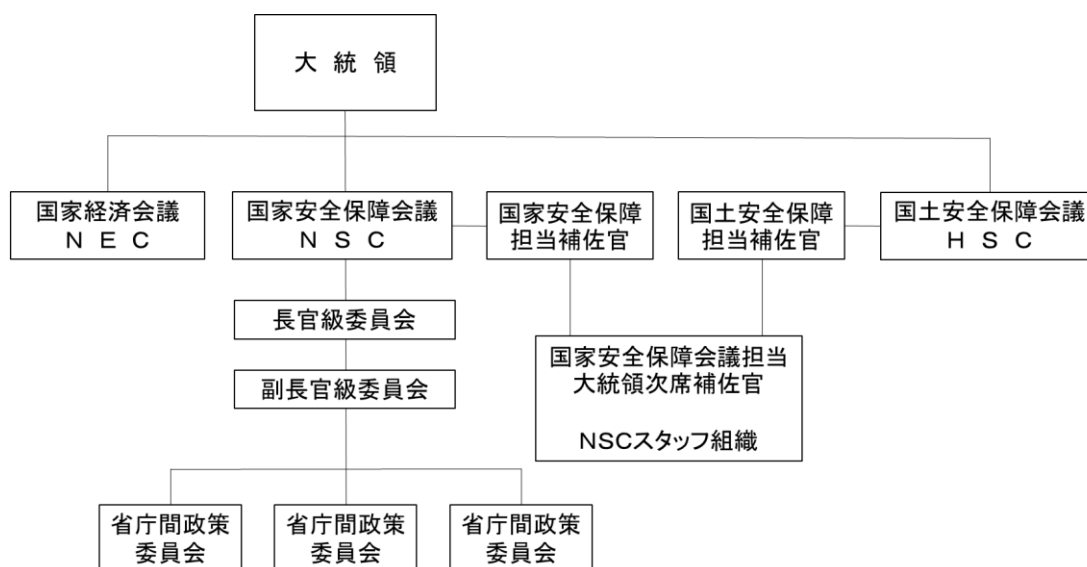 大 統 領
国家経済会議
N E C
国家安全保障会議
N S C
国家安全保障
担当補佐官
国土安全保障
担当補佐官
国土安全保障会議
H S C
長官級委員会
副長官級委員会
国家安全保障会議担当
大統領次席補佐官
NSCスタッフ組織
省庁間政策
委員会
省庁間政策
委員会
省庁間政策
委員会